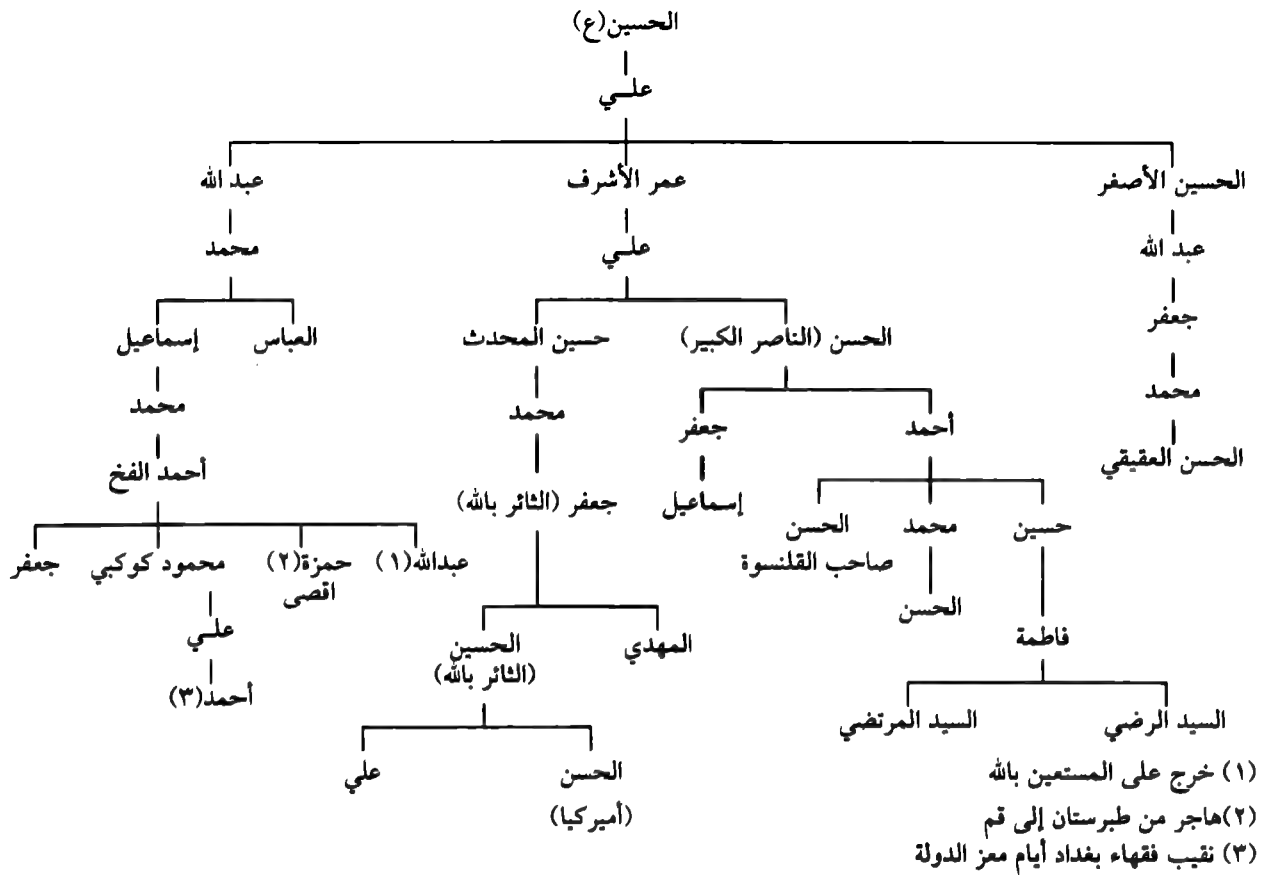 الحسين(ع)
علي
الحسين الأصفر
عمر الأشرف
عبد الله
عبد الله
علي
محمد
جعفر
الحسن (الناصر الكبير)
حسين المحدث
العباس
إسماعيل
محمد
أحمد
جعفر
محمد
محمد
الحسن العقيقي
إسماعيل
جعفر (الثائر بالله)
أحمد الفخ
حسين
محمد
الحسن
صاحب القلنسوة
عبدالله(١)
حمزة(٢)
اقصى
محمود كوكبي
جعفر
الحسن
فاطمة
المهدي
الحسين
(الثائر بالله)
علي
أحمد(٣)
السيد الرضي
السيد المرتضي
الحسن
(أميركيا)
علي
(١) خرج على المستعين بالله
(٢)هاجر من طبرستان إلى قم
(٣) نقيب فقهاء بغداد أيام معز الدولة